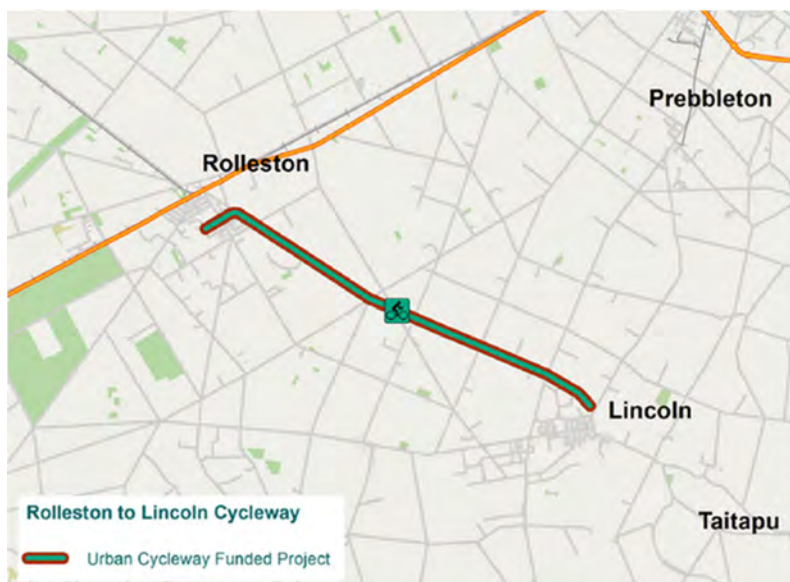 Prebbleton
Rolleston
Lincoln
Taitapu
Rolleston to Lincoln Cycleway
Urban Cycleway Funded Project